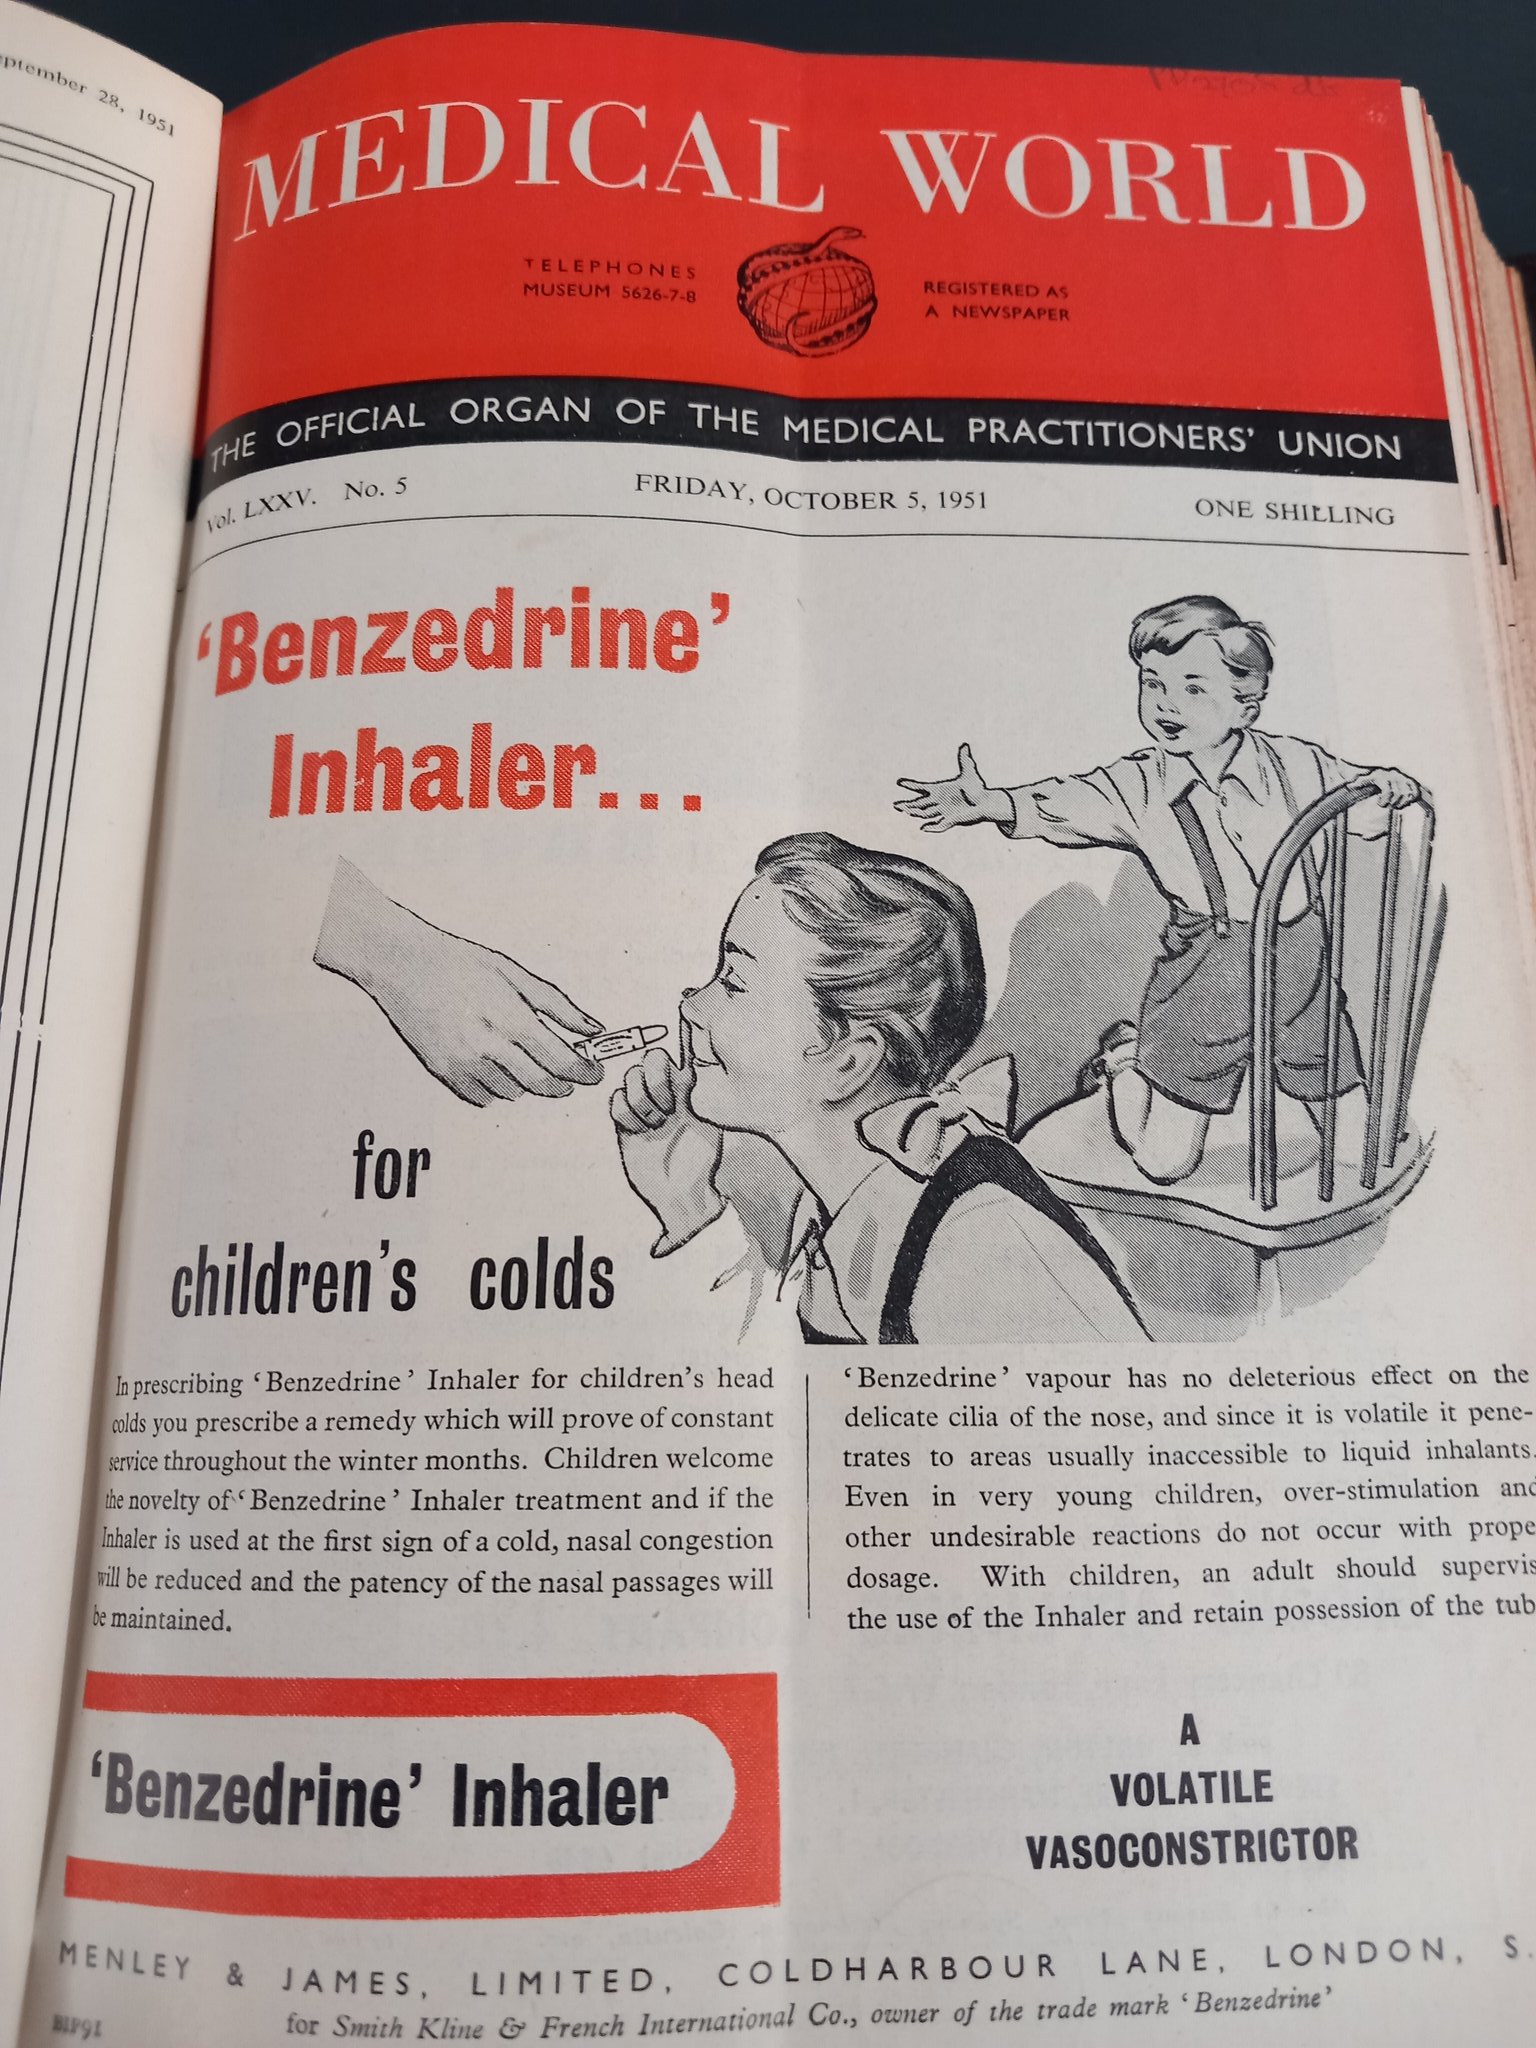 September 28, 1951
MEDICAL WORLD
TELEPHONES
MUSEUM 5626-7-8
REGISTERED AS
A NEWSPAPER
THE OFFICIAL ORGAN OF THE MEDICAL PRACTITIONERS' UNION
Vol. LXXV. No. 5
FRIDAY, OCTOBER 5, 1951
ONE SHILLING
‘Benzedrine’
Inhaler...
for
children's colds
In prescribing ‘Benzedrine’ Inhaler for children's head
colds you prescribe a remedy which will prove of constant
service throughout the winter months. Children welcome
the novelty of ‘Benzedrine’ Inhaler treatment and if the
Inhaler is used at the first sign of a cold, nasal congestion
will be reduced and the patency of the nasal passages will
be maintained.
‘Benzedrine’ vapour has no deleterious effect on the
delicate cilia of the nose, and since it is volatile it pene-
trates to areas usually inaccessible to liquid inhalants.
Even in very young children, over-stimulation and
other undesirable reactions do not occur with prope
dosage. With children, an adult should supervis
the use of the Inhaler and retain possession of the tub
‘Benzedrine’ Inhaler
A
VOLATILE
VASOCONSTRICTOR
MENLEY & JAMES, LIMITED, COLDHARBOUR LANE, LONDON, S.
for Smith Kline & French International Co., owner of the trade mark ‘Benzedrine’
BIP91